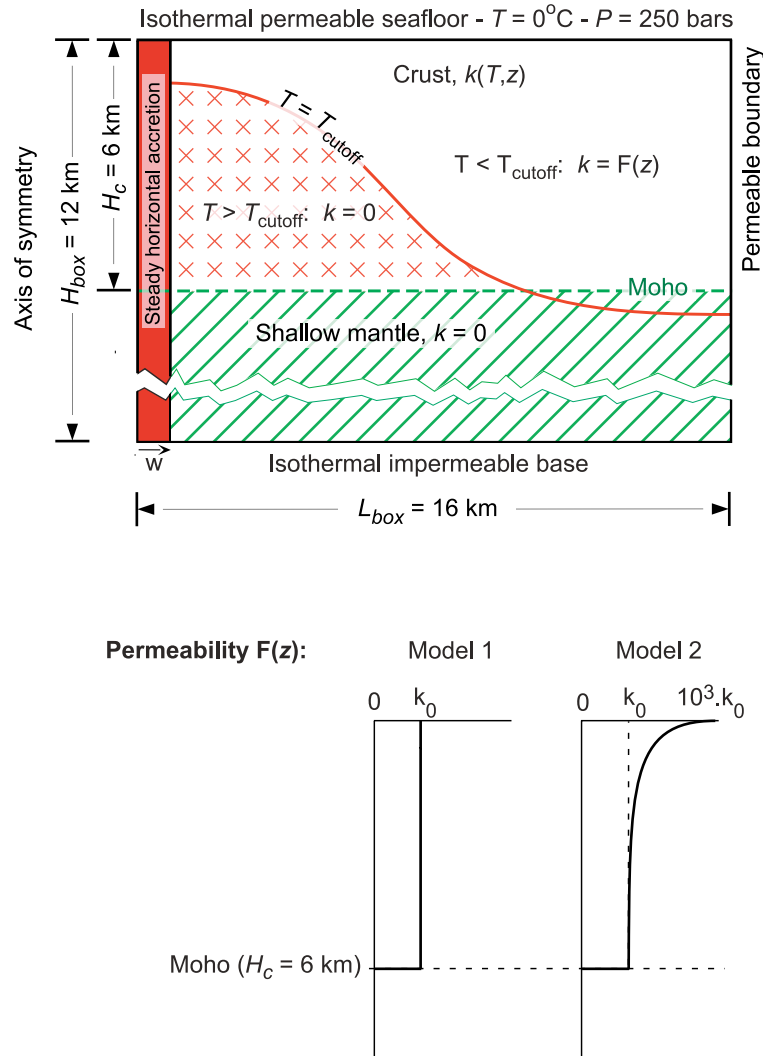 Isothermal permeable seafloor - T = 0°C - P = 250 bars
Axis of symmetry
H_box = 12 km
H_c = 6 km
Steady horizontal accretion
Crust, k(T,z)
T = T_cutoff
T < T_cutoff: k = F(z)
T > T_cutoff: k = 0
Permeable boundary
Moho
Shallow mantle, k = 0
w
Isothermal impermeable base
L_box = 16 km
Permeability F(z):
Model 1
Model 2
0
k_0
0
k_0
10^3.k_0
Moho (H_c = 6 km)